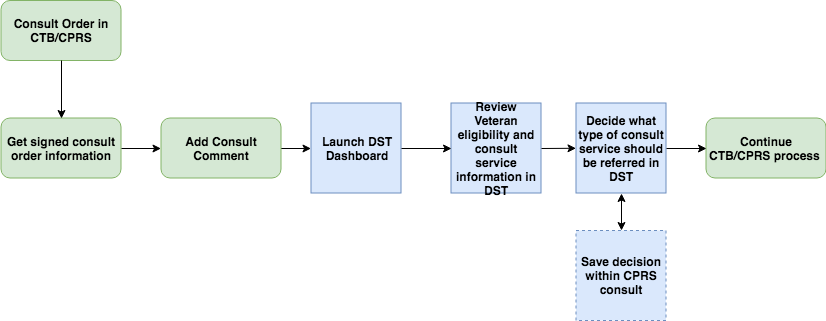 Consult Order in
CTB/CPRS
Get signed consult
order information
Add Consult
Comment
Launch DST
Dashboard
Review
Veteran
eligibility and
consult
service
information in
DST
Decide what
type of consult
service should
be referred in
DST
Continue
CTB/CPRS process
Save decision
within CPRS
consult